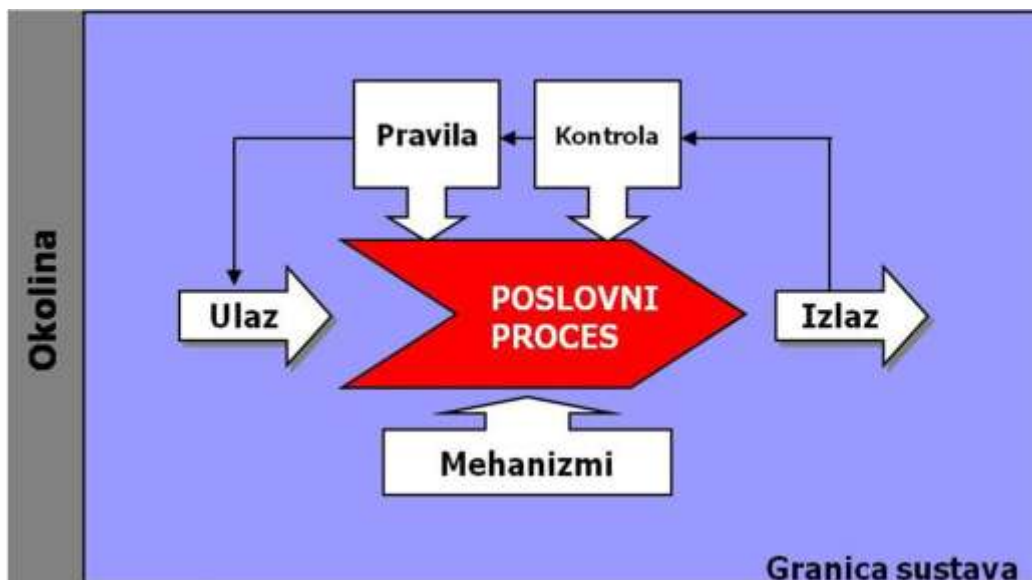 Okolina
Pravila
Kontrola
Ulaz
POSLOVNI
PROCES
Izlaz
Mehanizmi
Granica sustava